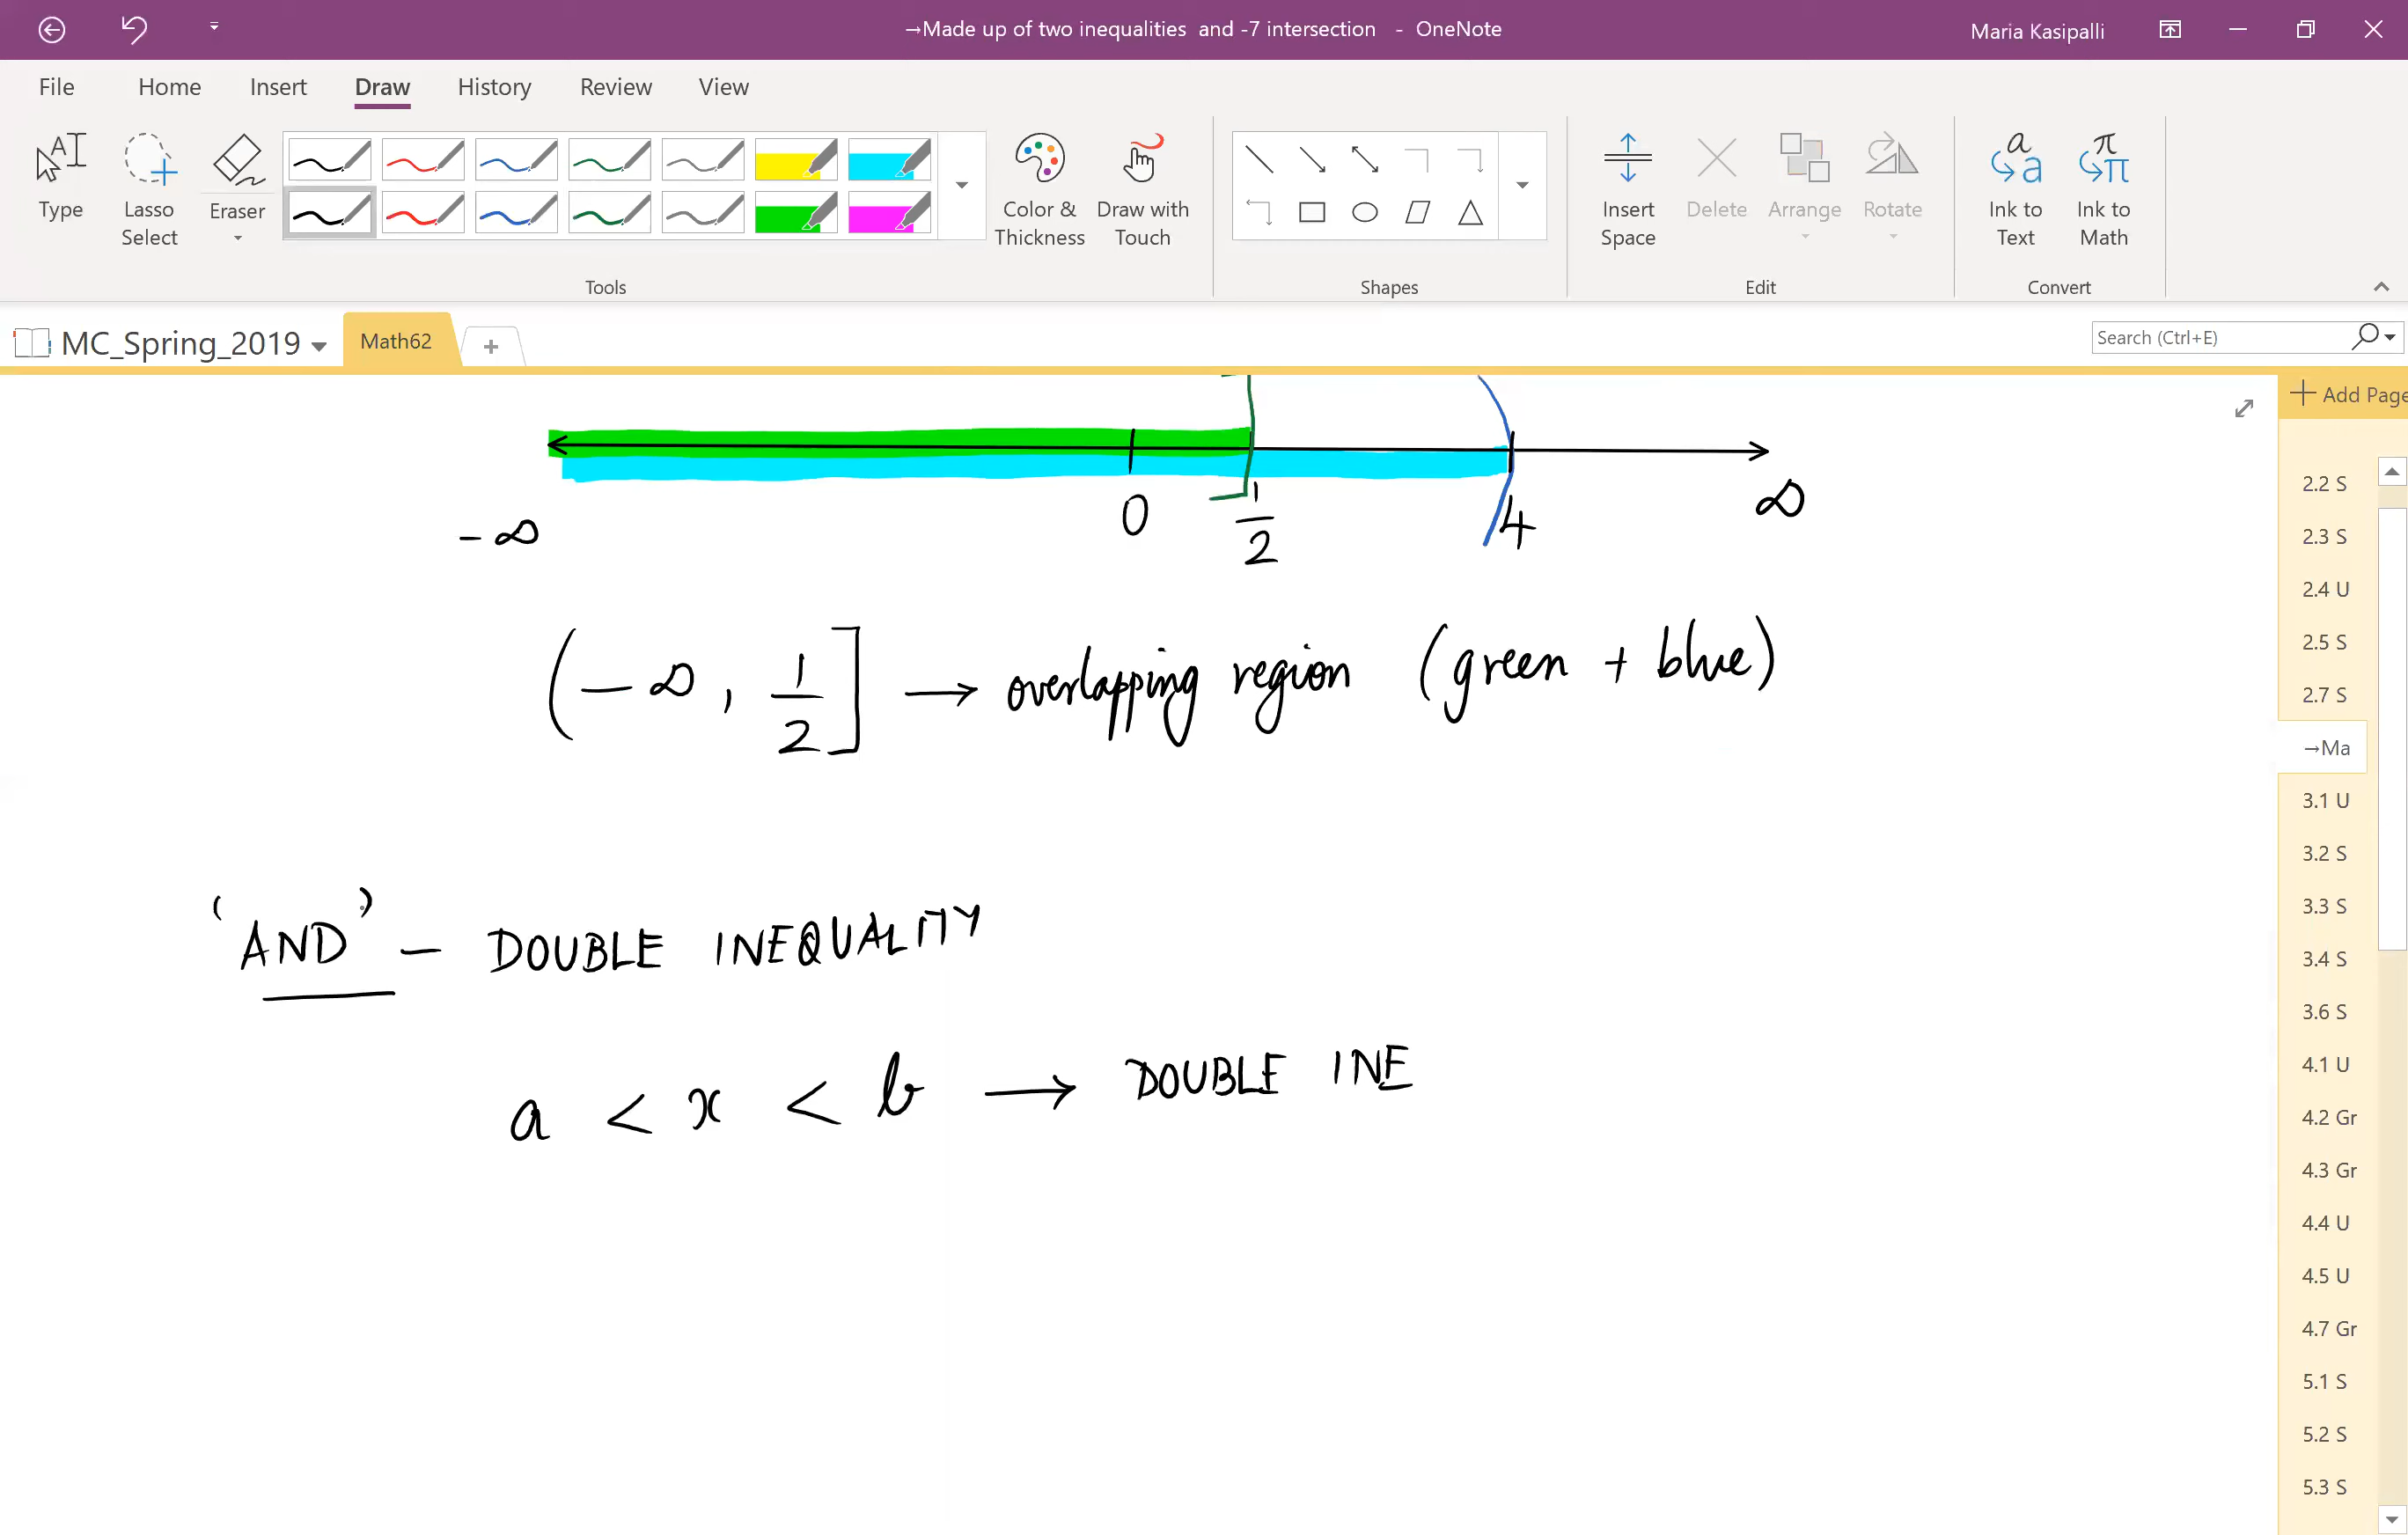 →Made up of two inequalities and -7 intersection - OneNote
Maria Kasipalli
File Home Insert Draw History Review View
Type
Lasso Select
Eraser
Color & Thickness
Draw with Touch
Insert Space
Delete
Arrange
Rotate
Ink to Text
Ink to Math
Tools Shapes Edit Convert
MC_Spring_2019 Math62 +
Search (Ctrl+E)
Add Page
-∞ 0 1/2 4 ∞
(-∞, 1/2] → overlapping region (green + blue)
'AND' - DOUBLE INEQUALITY
a < x < b → DOUBLE INE
2.2 S
2.3 S
2.4 U
2.5 S
2.7 S
→Ma
3.1 U
3.2 S
3.3 S
3.4 S
3.6 S
4.1 U
4.2 Gr
4.3 Gr
4.4 U
4.5 U
4.7 Gr
5.1 S
5.2 S
5.3 S